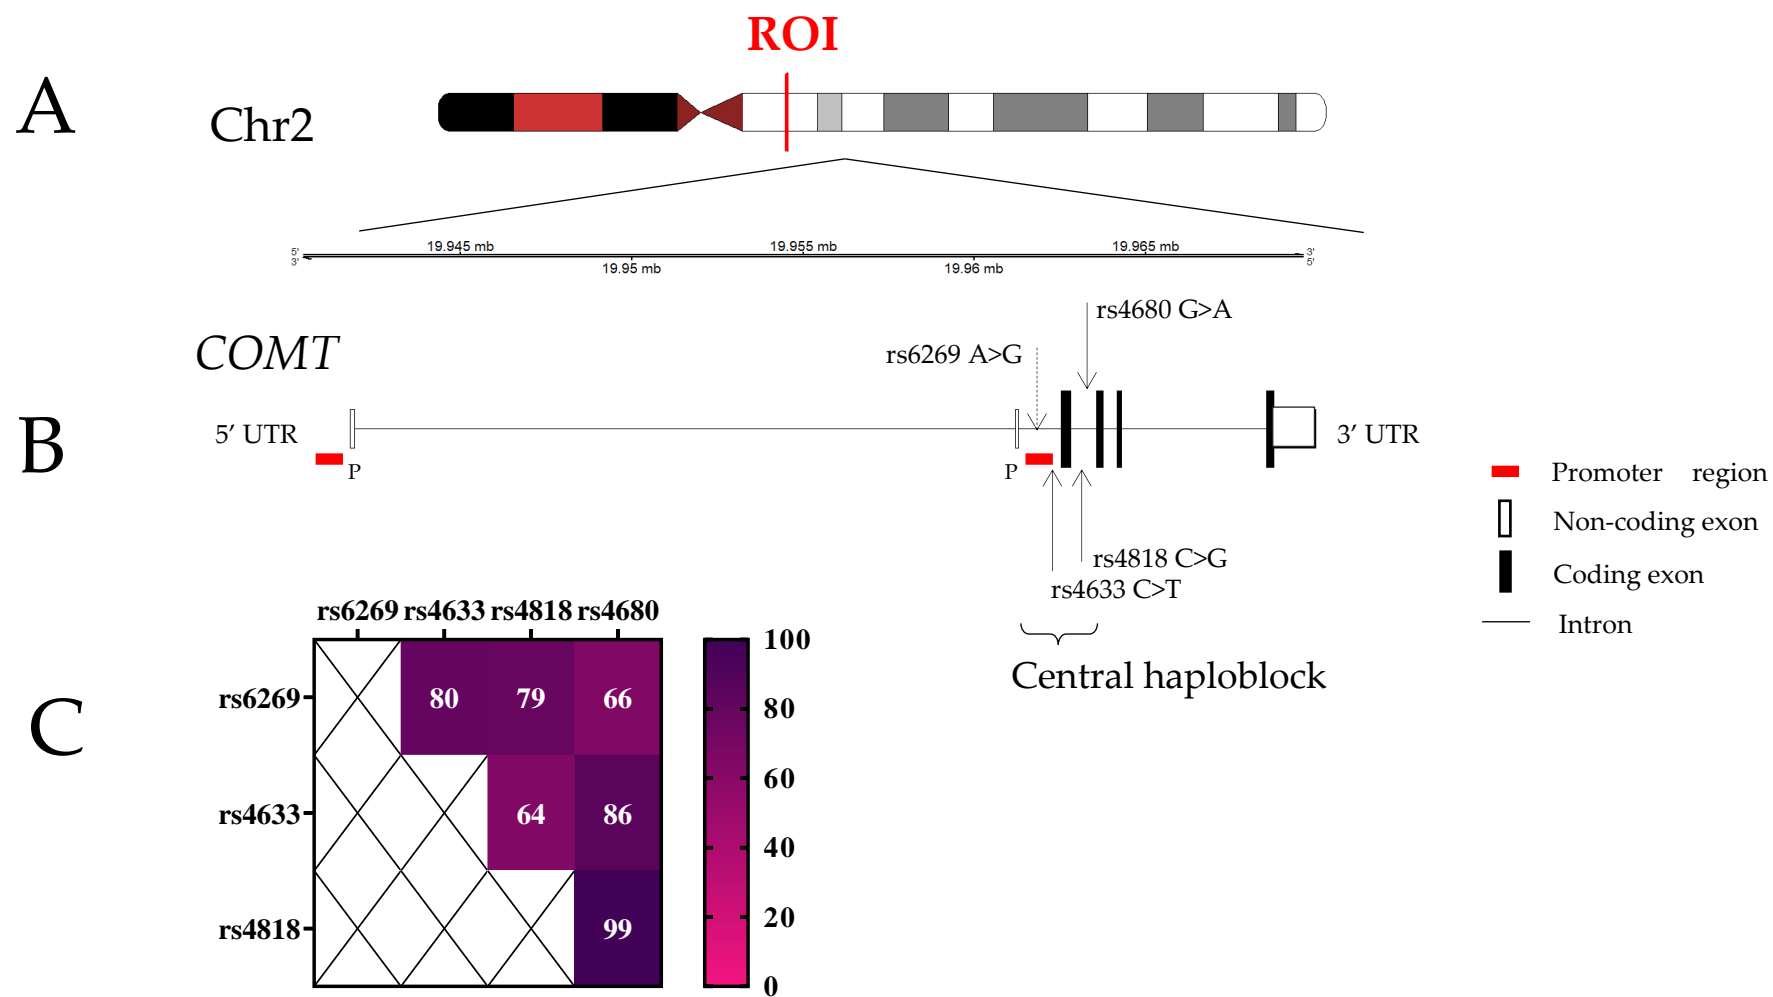 ROI
A
Chr2
5'
3'
19.945 mb
19.955 mb
19.965 mb
3'
5'
19.95 mb
19.96 mb
rs4680 G>A
COMT
rs6269 A>G
B
5′ UTR
3′ UTR
P
P
Promoter region
Non-coding exon
Coding exon
Intron
rs4818 C>G
rs4633 C>T
Central haploblock
C
rs6269 rs4633 rs4818 rs4680
rs6269 80 79 66
rs4633 64 86
rs4818 99
100
80
60
40
20
0